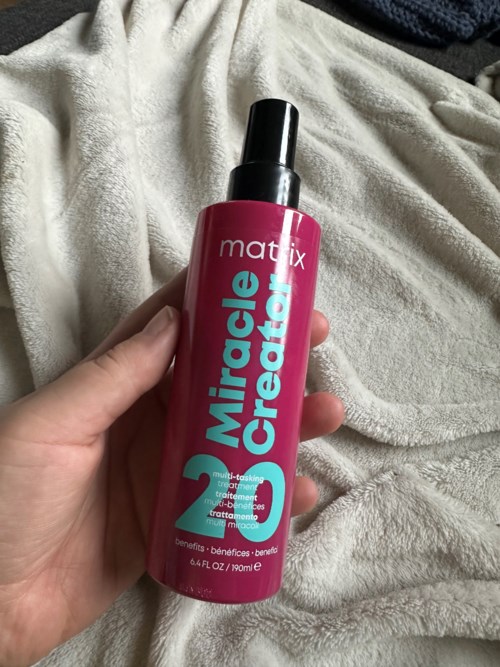 matrix
Miracle
Creator
20
multi-tasking
treatment
traitement
multi-bénéfices
trattamento
multi miracoli
benefits • bénéfices • benefici
6.4 FL OZ / 190ml ℮